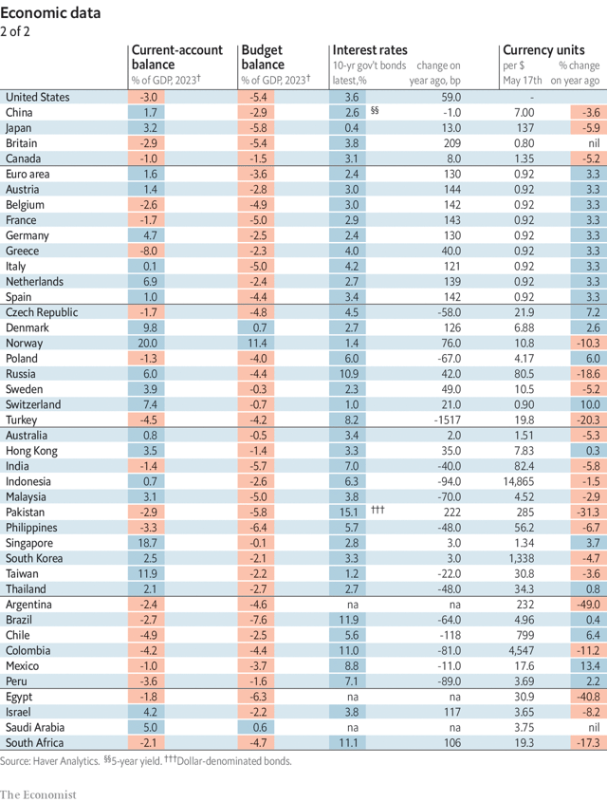 Economic data
2 of 2
Current-account balance Budget balance Interest rates Currency units
% of GDP, 2023† % of GDP, 2023† 10-yr gov't bonds latest,% change on year ago, bp per $ May 17th % change on year ago
United States -3.0 -5.4 3.6 59.0 -
China 1.7 -2.9 2.6 §§ -1.0 7.00 -3.6
Japan 3.2 -5.8 0.4 13.0 137 -5.9
Britain -2.9 -5.4 3.8 209 0.80 nil
Canada -1.0 -1.5 3.1 8.0 1.35 -5.2
Euro area 1.6 -3.6 2.4 130 0.92 3.3
Austria 1.4 -2.8 3.0 144 0.92 3.3
Belgium -2.6 -4.9 3.0 142 0.92 3.3
France -1.7 -5.0 2.9 143 0.92 3.3
Germany 4.7 -2.5 2.4 130 0.92 3.3
Greece -8.0 -2.3 4.0 40.0 0.92 3.3
Italy 0.1 -5.0 4.2 121 0.92 3.3
Netherlands 6.9 -2.4 2.7 139 0.92 3.3
Spain 1.0 -4.4 3.4 142 0.92 3.3
Czech Republic -1.7 -4.8 4.5 -58.0 21.9 7.2
Denmark 9.8 0.7 2.7 126 6.88 2.6
Norway 20.0 11.4 1.4 76.0 10.8 -10.3
Poland -1.3 -4.0 6.0 -67.0 4.17 6.0
Russia 6.0 -4.4 10.9 42.0 80.5 -18.6
Sweden 3.9 -0.3 2.3 49.0 10.5 -5.2
Switzerland 7.4 -0.7 1.0 21.0 0.90 10.0
Turkey -4.5 -4.2 8.2 -1517 19.8 -20.3
Australia 0.8 -0.5 3.4 2.0 1.51 -5.3
Hong Kong 3.5 -1.4 3.3 35.0 7.83 0.3
India -1.4 -5.7 7.0 -40.0 82.4 -5.8
Indonesia 0.7 -2.6 6.3 -94.0 14,865 -1.5
Malaysia 3.1 -5.0 3.8 -70.0 4.52 -2.9
Pakistan -2.9 -5.8 15.1 ††† 222 285 -31.3
Philippines -3.3 -6.4 5.7 -48.0 56.2 -6.7
Singapore 18.7 -0.1 2.8 3.0 1.34 3.7
South Korea 2.5 -2.1 3.3 3.0 1,338 -4.7
Taiwan 11.9 -2.2 1.2 -22.0 30.8 -3.6
Thailand 2.1 -2.7 2.7 -48.0 34.3 0.8
Argentina -2.4 -4.6 na na 232 -49.0
Brazil -2.7 -7.6 11.9 -64.0 4.96 0.4
Chile -4.9 -2.5 5.6 -118 799 6.4
Colombia -4.2 -4.4 11.0 -81.0 4,547 -11.2
Mexico -1.0 -3.7 8.8 -11.0 17.6 13.4
Peru -3.6 -1.6 7.1 -89.0 3.69 2.2
Egypt -1.8 -6.3 na na 30.9 -40.8
Israel 4.2 -2.2 3.8 117 3.65 -8.2
Saudi Arabia 5.0 0.6 na na 3.75 nil
South Africa -2.1 -4.7 11.1 106 19.3 -17.3
Source: Haver Analytics. §§5-year yield. †††Dollar-denominated bonds.
The Economist